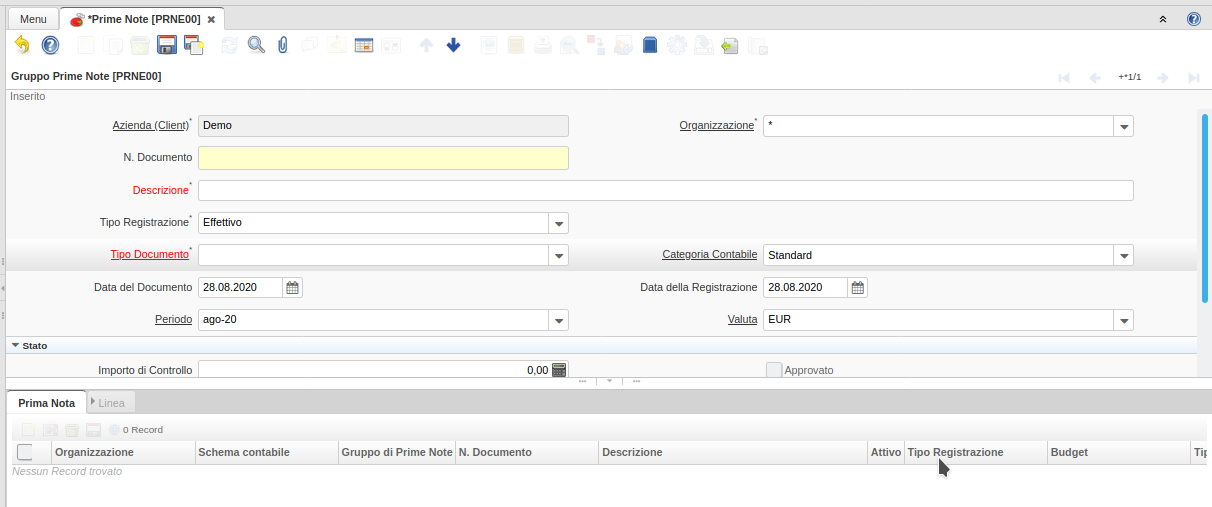 Menu *Prime Note [PRNE00]
Gruppo Prime Note [PRNE00] +*1/1
Inserito
Azienda (Client)* Demo Organizzazione* *
N. Documento
Descrizione*
Tipo Registrazione* Effettivo
Tipo Documento* Categoria Contabile Standard
Data del Documento 28.08.2020 Data della Registrazione 28.08.2020
Periodo ago-20 Valuta EUR
Stato
Importo di Controllo 0,00 Approvato
Prima Nota Linea
0 Record
Organizzazione Schema contabile Gruppo di Prime Note N. Documento Descrizione Attivo Tipo Registrazione Budget Tip
Nessun Record trovato